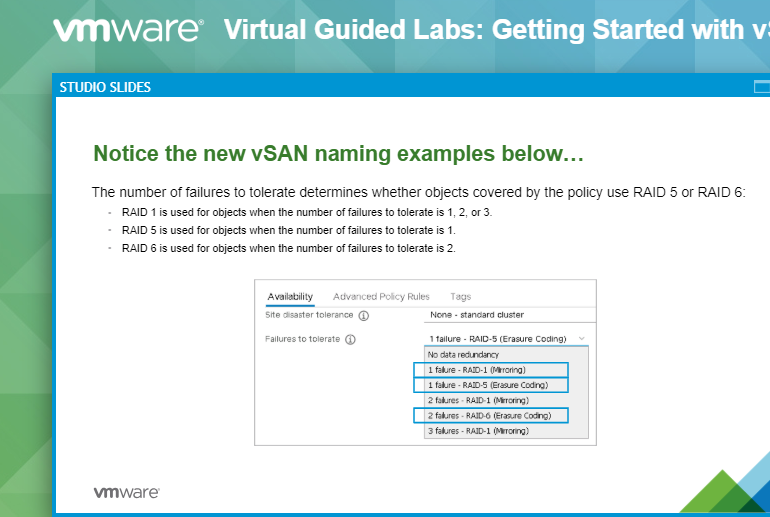 vmware® Virtual Guided Labs: Getting Started with
STUDIO SLIDES
Notice the new vSAN naming examples below…
The number of failures to tolerate determines whether objects covered by the policy use RAID 5 or RAID 6:
- RAID 1 is used for objects when the number of failures to tolerate is 1, 2, or 3.
- RAID 5 is used for objects when the number of failures to tolerate is 1.
- RAID 6 is used for objects when the number of failures to tolerate is 2.
Availability Advanced Policy Rules Tags
Site disaster tolerance None - standard cluster
Failures to tolerate 1 failure - RAID-5 (Erasure Coding)
No data redundancy
1 failure - RAID-1 (Mirroring)
1 failure - RAID-5 (Erasure Coding)
2 failures - RAID-1 (Mirroring)
2 failures - RAID-6 (Erasure Coding)
3 failures - RAID-1 (Mirroring)
vmware®